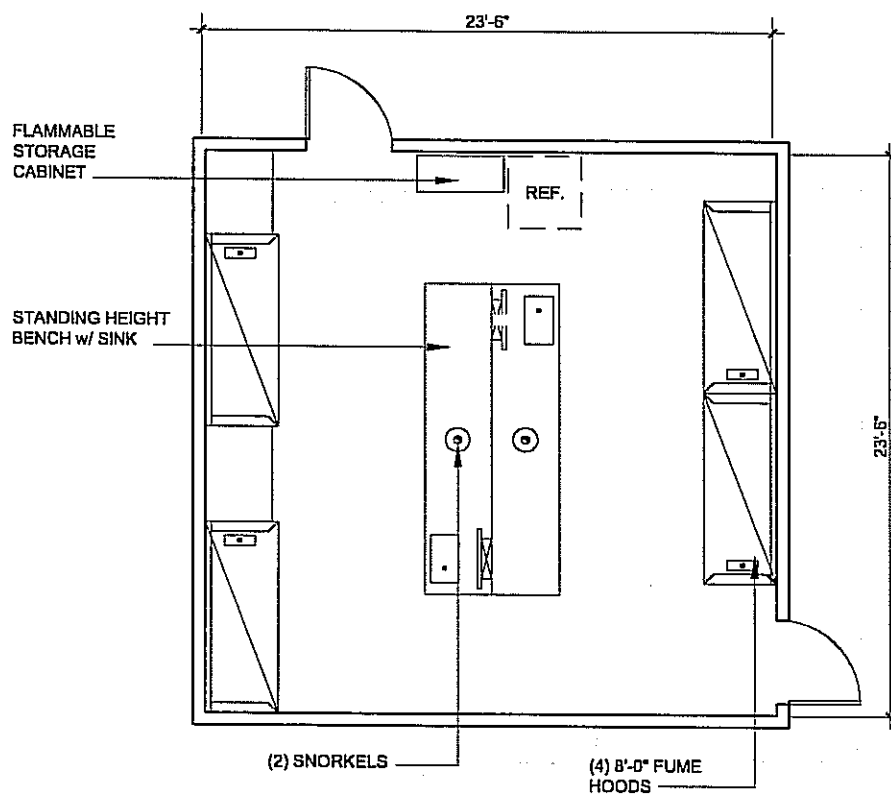 23'-6"
FLAMMABLE
STORAGE
CABINET
REF.
STANDING HEIGHT
BENCH w/ SINK
23'-6"
(2) SNORKELS
(4) 8'-0" FUME
HOODS